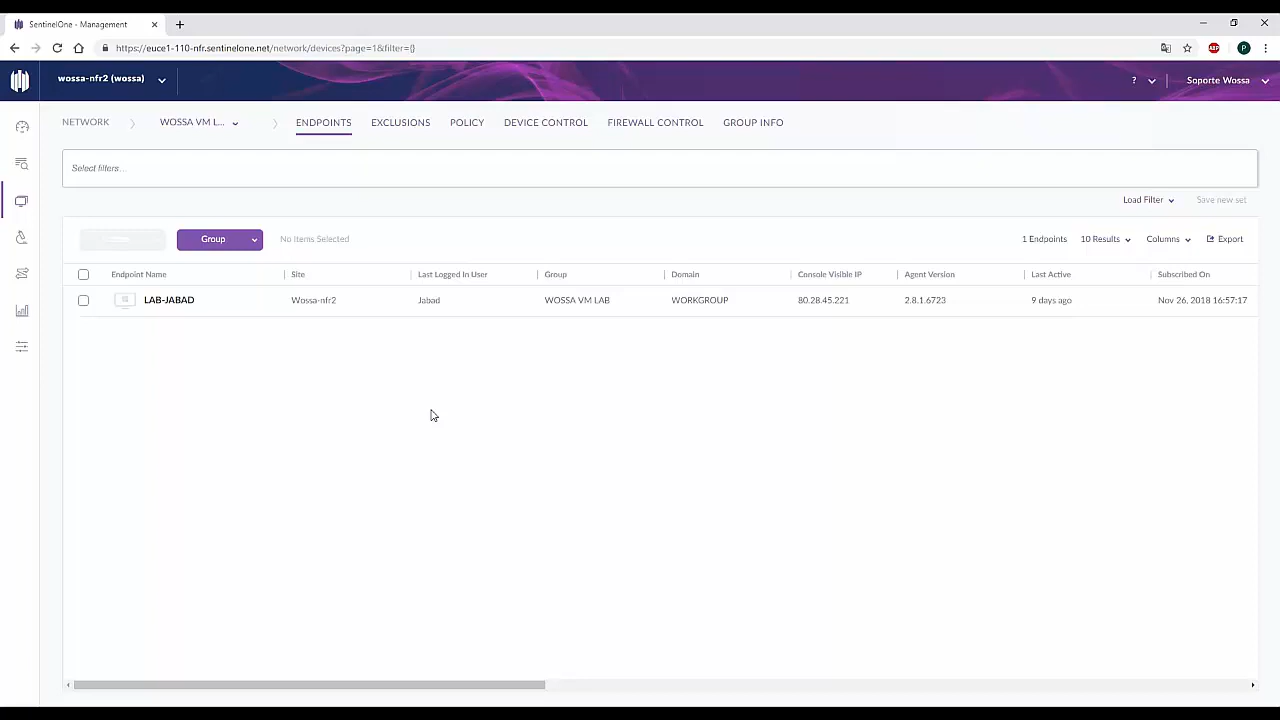 SentinelOne - Management
https://euce1-110-nfr.sentinelone.net/network/devices?page=1&filter={}
ABP
P
wossa-nfr2 (wossa)
?
Soporte Wossa
NETWORK
WOSSA VM L...
ENDPOINTS
EXCLUSIONS
POLICY
DEVICE CONTROL
FIREWALL CONTROL
GROUP INFO
Select filters...
Load Filter
Save new set
Group
No Items Selected
1 Endpoints
10 Results
Columns
Export
Endpoint Name Site Last Logged In User Group Domain Console Visible IP Agent Version Last Active Subscribed On
LAB-JABAD Wossa-nfr2 Jabad WOSSA VM LAB WORKGROUP 80.28.45.221 2.8.1.6723 9 days ago Nov 26, 2018 16:57:17